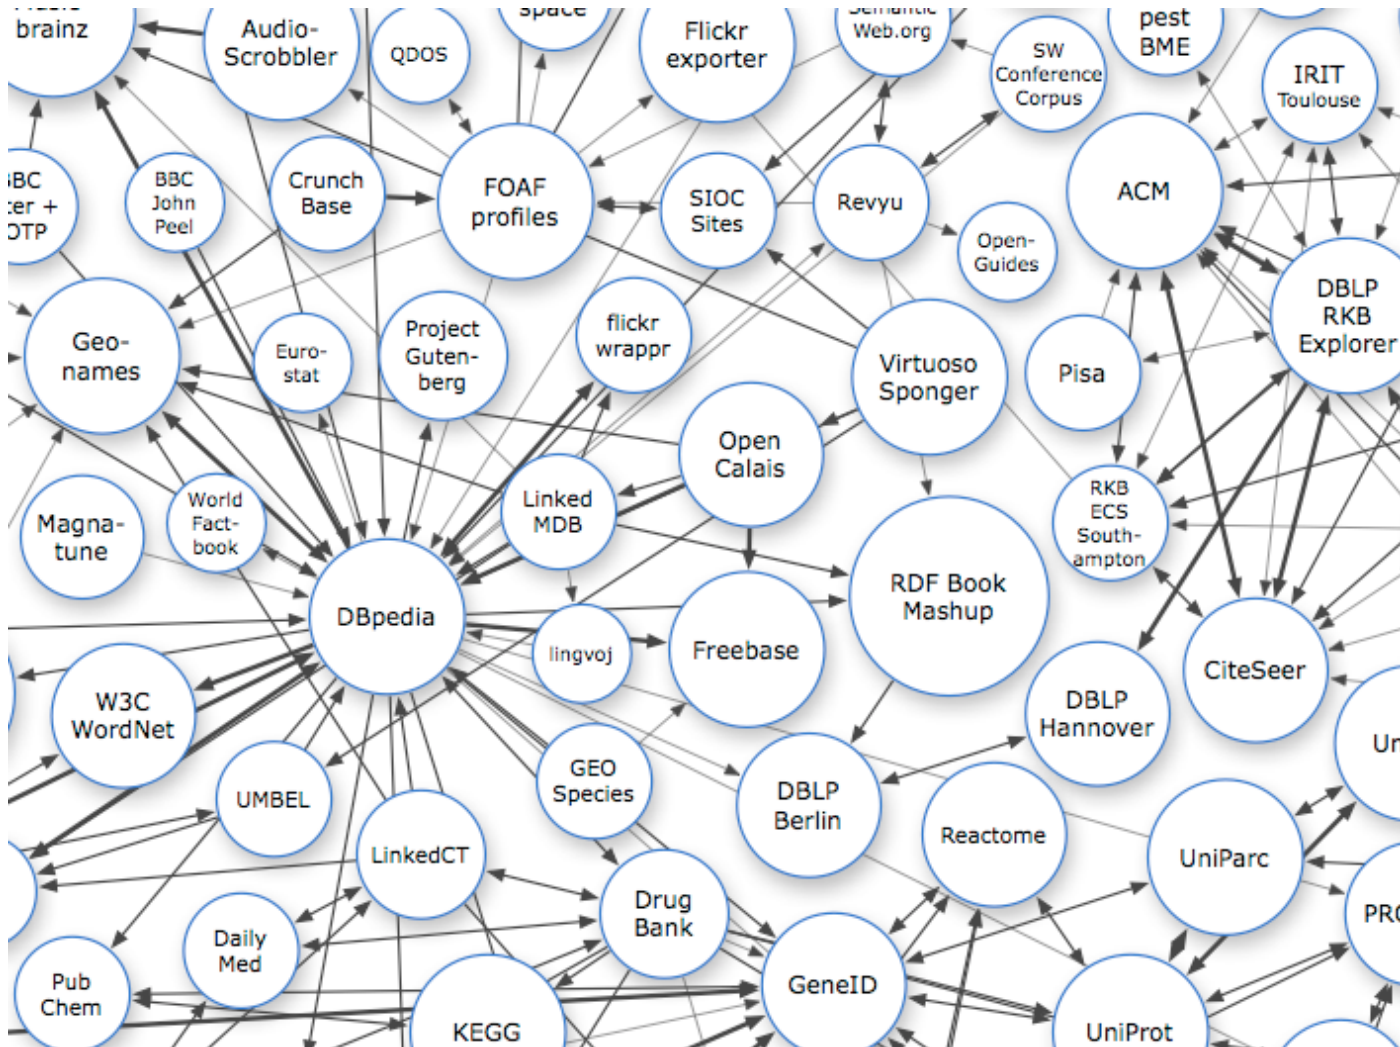 brainz
Audio-
Scrobbler
QDOS
space
Flickr
exporter
Semantic
Web.org
SW
Conference
Corpus
pest
BME
IRIT
Toulouse
BBC
John
Peel
Crunch
Base
FOAF
profiles
SIOC
Sites
Revyu
Open-
Guides
ACM
DBLP
RKB
Explorer
OTP
Geo-
names
Euro-
stat
Project
Guten-
berg
flickr
wrappr
Virtuoso
Sponger
Pisa
Open
Calais
Magna-
tune
World
Fact-
book
Linked
MDB
RKB
ECS
South-
ampton
RDF Book
Mashup
DBpedia
lingvoj
Freebase
CiteSeer
W3C
WordNet
DBLP
Hannover
UMBEL
GEO
Species
DBLP
Berlin
Reactome
LinkedCT
UniParc
Drug
Bank
Daily
Med
Pub
Chem
GeneID
KEGG
UniProt